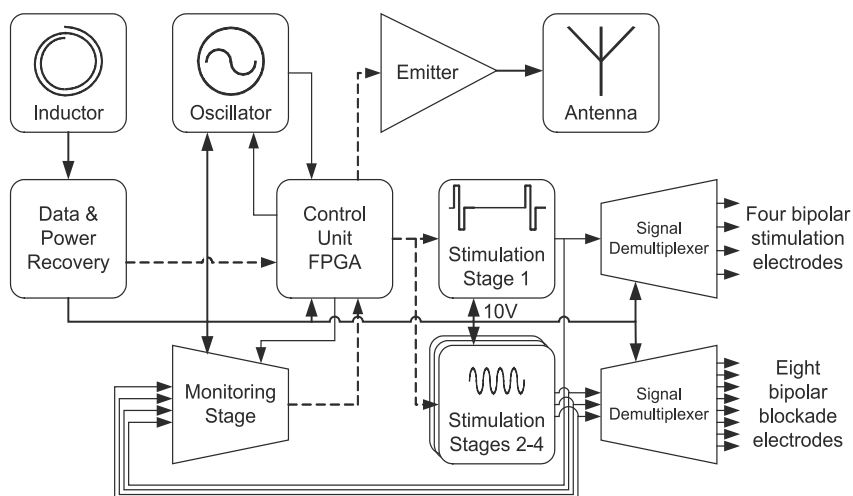 Inductor
Oscillator
Emitter
Antenna
Data &
Power
Recovery
Control
Unit
FPGA
Stimulation
Stage 1
Signal
Demultiplexer
Four bipolar
stimulation
electrodes
10V
Monitoring
Stage
Stimulation
Stages 2-4
Signal
Demultiplexer
Eight
bipolar
blockade
electrodes